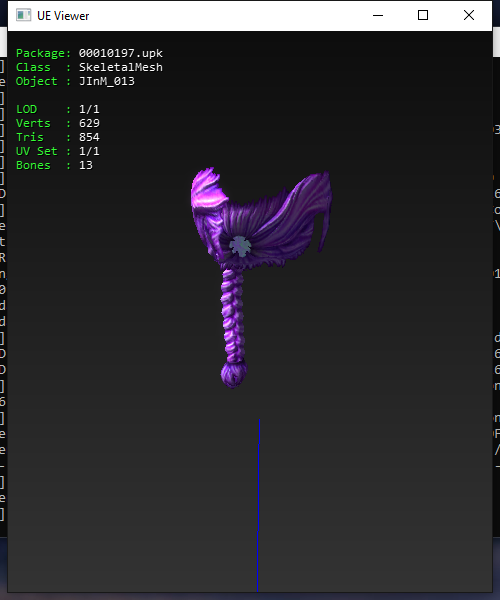 UE Viewer
Package: 00010197.upk
Class : SkeletalMesh
Object : JInM_013
LOD : 1/1
Verts : 629
Tris : 854
UV Set : 1/1
Bones : 13